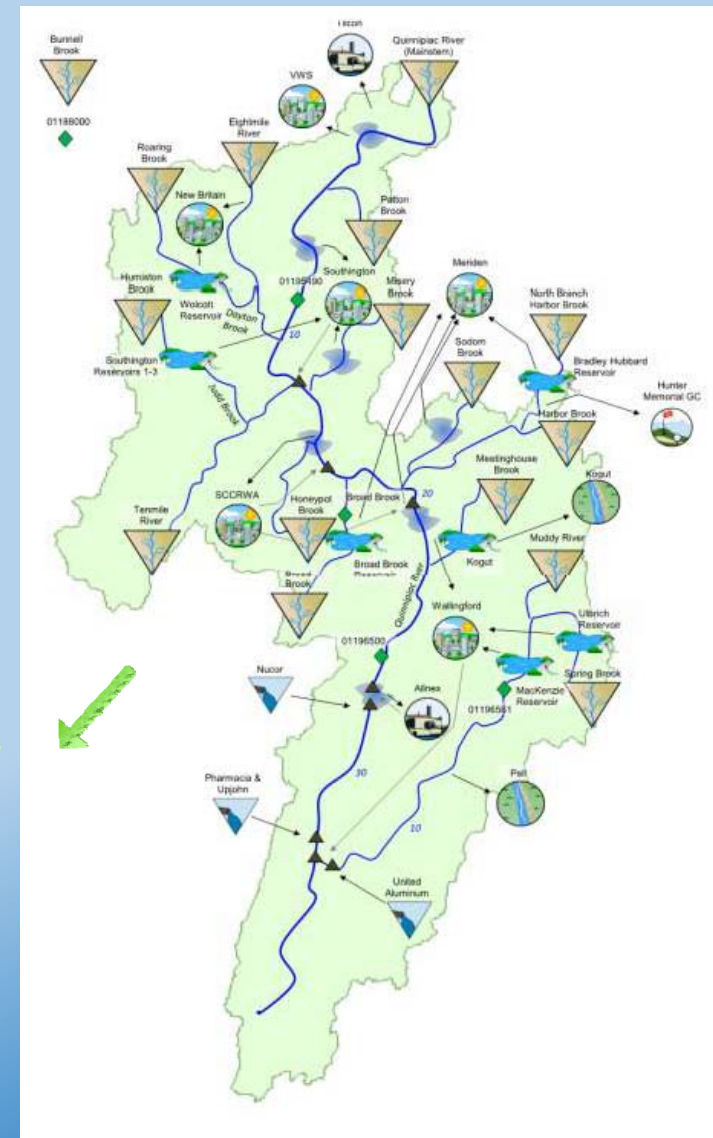 Quinnipiac River
(Mainstem)
Bunnell
Brook
VWS
01188000
Eightmile
River
Roaring
Brook
New Britain
Patton
Brook
Southington
Meriden
Humiston
Brook
Wolcott
Reservoir
Dayton
Brook
01195490
Misery
Brook
North Branch
Harbor Brook
10
Sodom
Brook
Southington
Reservoirs 1-3
Bradley Hubbard
Reservoir
Hunter
Memorial GC
Judd Brook
Harbor Brook
Meetinghouse
Brook
Kogut
SCCRWA
Honeypot
Brook
Broad Brook
20
Tenmile
River
Muddy River
Broad Brook
Kogut
Brook
Quinnipiac River
Wallingford
Ulbrich
Reservoir
01196500
Spring Brook
MacKenzie
Reservoir
Nucor
Allnex
01196561
30
Pell
Pharmacia &
Upjohn
10
United
Aluminum